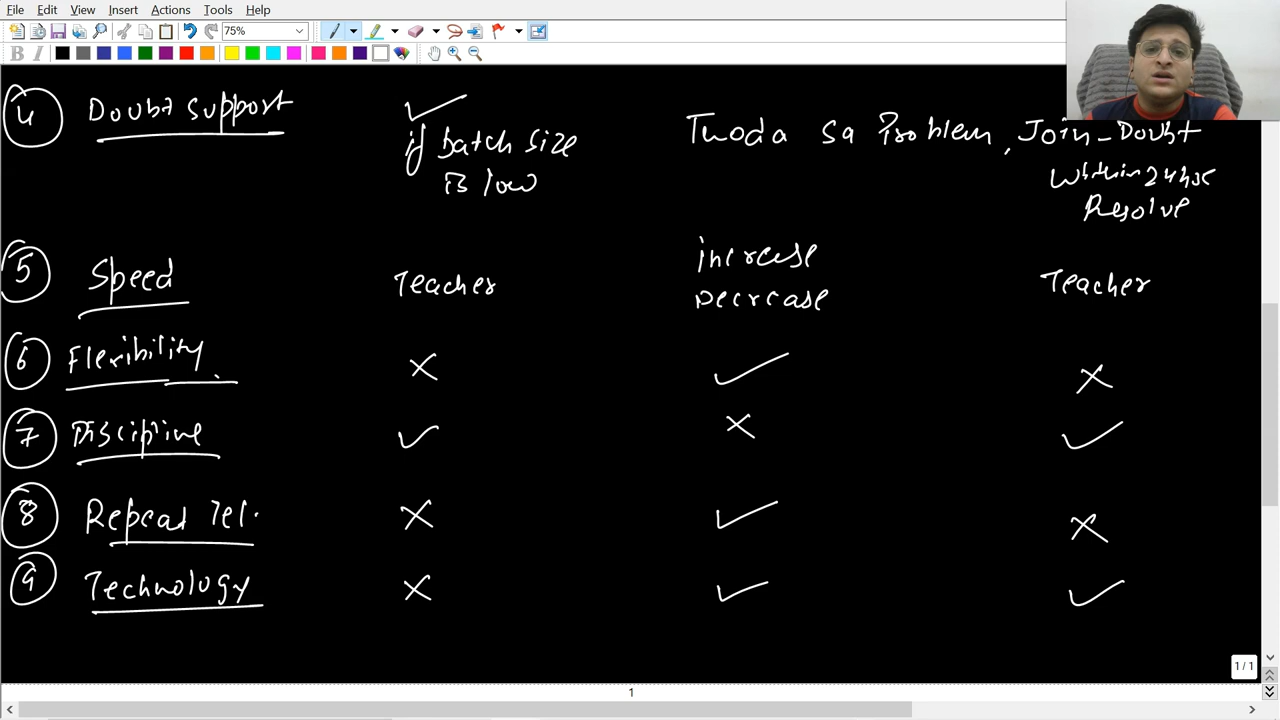 File Edit View Insert Actions Tools Help
75%
B I
4 Doubt support ✓ Thoda sa Problem, Join-Doubt
if batch size
is low
Within 24hrs
Resolve
5 Speed Teacher increase Teacher
Decrease
6 Flexibility ✗ ✓ ✗
7 Discipline ✓ ✗ ✓
8 Repeat Tel. ✗ ✓ ✗
9 Technology ✗ ✓ ✓
1/1
1